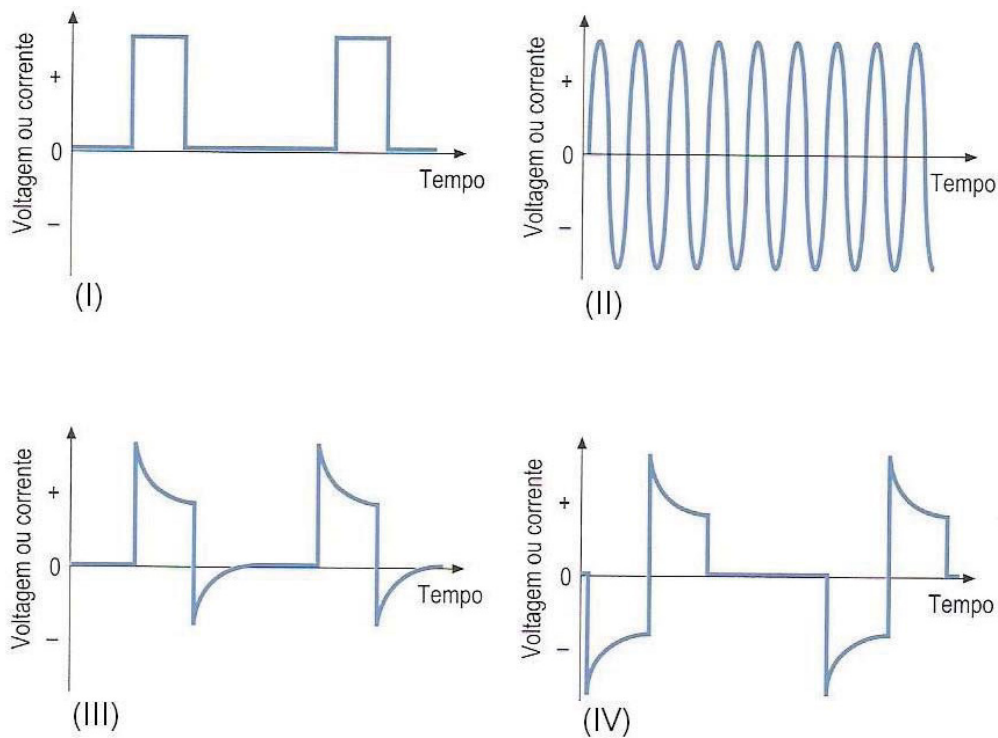 Voltagem ou corrente
+
0
−
Tempo
(I)
Voltagem ou corrente
+
0
−
Tempo
(II)
Voltagem ou corrente
+
0
−
Tempo
(III)
Voltagem ou corrente
+
0
−
Tempo
(IV)